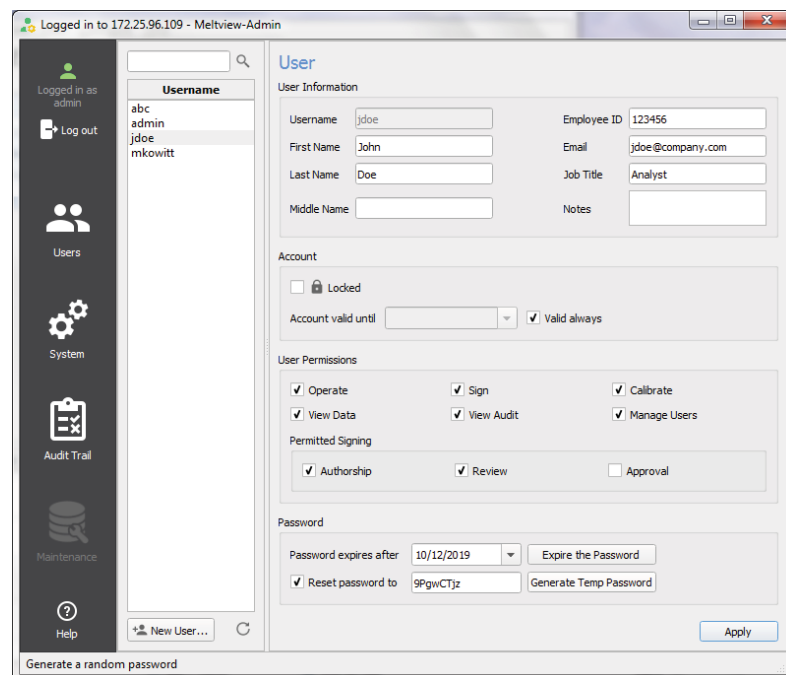 Logged in to 172.25.96.109 - Meltview-Admin
Logged in as
admin
Log out
Users
System
Audit Trail
Maintenance
Help
Username
abc
admin
jdoe
mkowitt
New User...
User
User Information
Username jdoe Employee ID 123456
First Name John Email jdoe@company.com
Last Name Doe Job Title Analyst
Middle Name Notes
Account
Locked
Account valid until Valid always
User Permissions
Operate Sign Calibrate
View Data View Audit Manage Users
Permitted Signing
Authorship Review Approval
Password
Password expires after 10/12/2019 Expire the Password
Reset password to 9PgwCTjz Generate Temp Password
Apply
Generate a random password